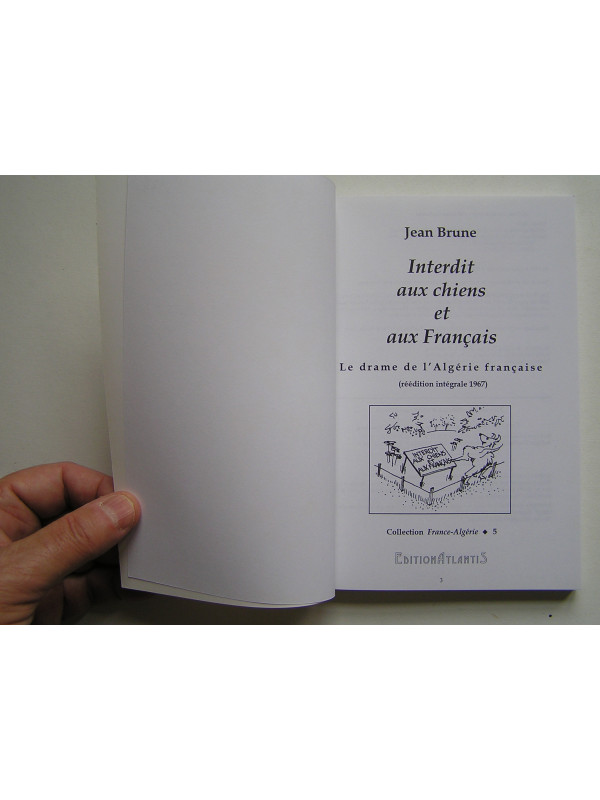 Jean Brune
Interdit
aux chiens
et
aux Français
Le drame de l'Algérie française
(réédition intégrale 1967)
INTERDIT
AUX CHIENS
ET
AUX FRANÇAIS
Collection France-Algérie ◆ 5
EDITIONATLANTIS